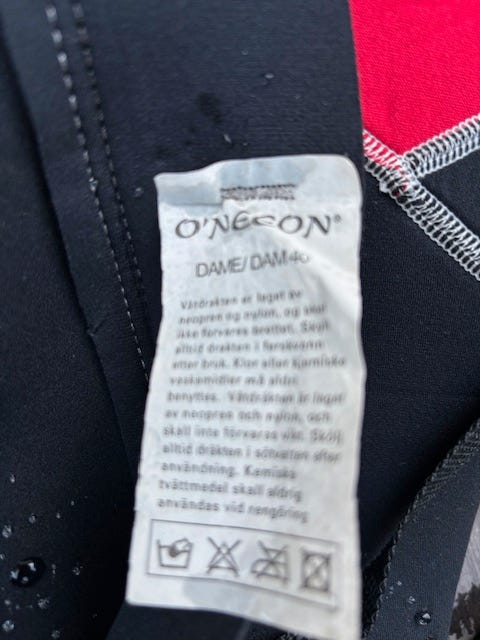 O'NESON®
DAME/ DAM 40
Våtdrakten er laget av
neopren og nylon, og skal
ikke forvares brettet. Skyll
alltid drakten i ferskvann
etter bruk. Klor eller kjemiske
vaskemidler må aldri
benyttes. Våtdräkten är laget
av neopren och nylon, och
skall inte förvaras vikt. Skölj
alltid dräkten i sötvatten efter
användning. Kemiska
tvättmedel skall aldrig
användas vid rengöring